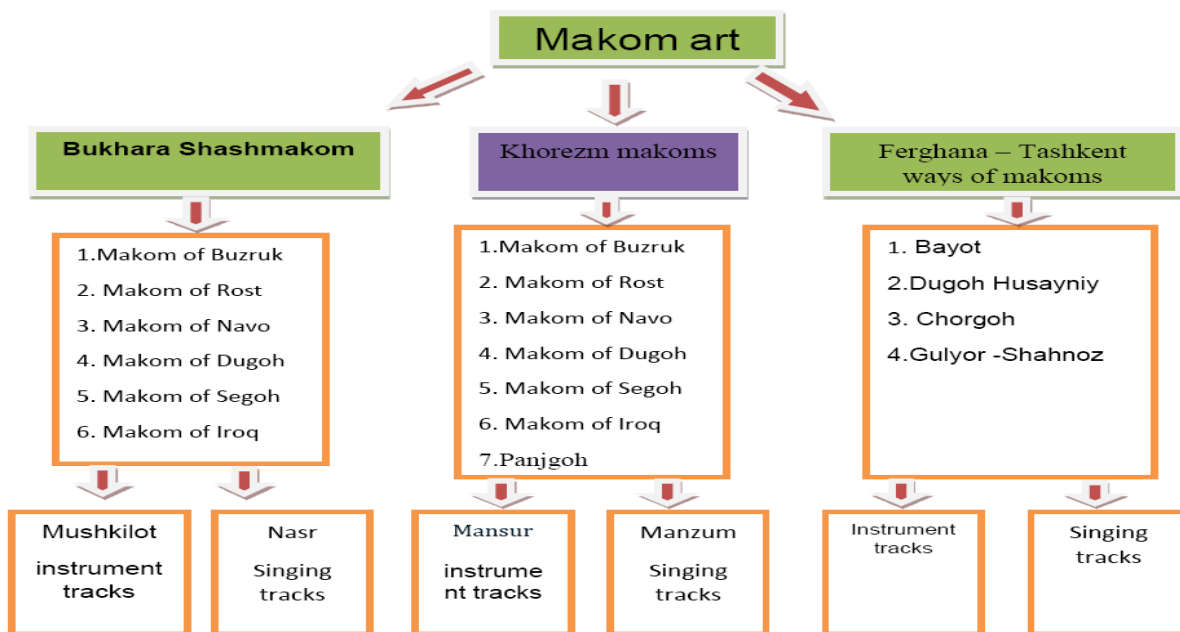 Makom art
Bukhara Shashmakom
Khorezm makoms
Ferghana – Tashkent
ways of makoms
1.Makom of Buzruk
2. Makom of Rost
3. Makom of Navo
4. Makom of Dugoh
5. Makom of Segoh
6. Makom of Iroq
1.Makom of Buzruk
2. Makom of Rost
3. Makom of Navo
4. Makom of Dugoh
5. Makom of Segoh
6. Makom of Iroq
7.Panjgoh
1. Bayot
2.Dugoh Husayniy
3. Chorgoh
4.Gulyor -Shahnoz
Mushkilot
instrument
tracks
Nasr
Singing
tracks
Mansur
instrume
nt tracks
Manzum
Singing
tracks
Instrument
tracks
Singing
tracks